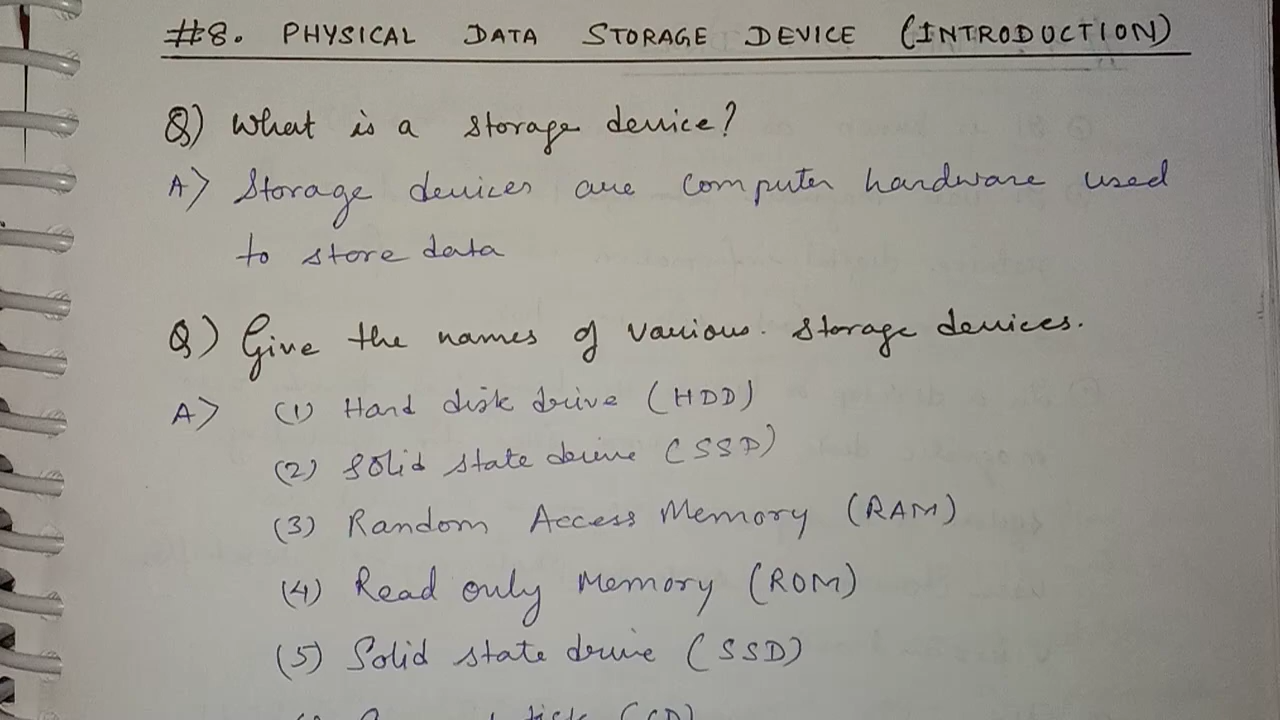 #8. PHYSICAL DATA STORAGE DEVICE (INTRODUCTION)
Q) What is a storage device?
A> Storage devices are computer hardware used
to store data
Q) Give the names of various. storage devices.
A> (1) Hard disk drive (HDD)
(2) Solid state drive (SSD)
(3) Random Access Memory (RAM)
(4) Read only Memory (ROM)
(5) Solid state drive (SSD)
disk (CD)